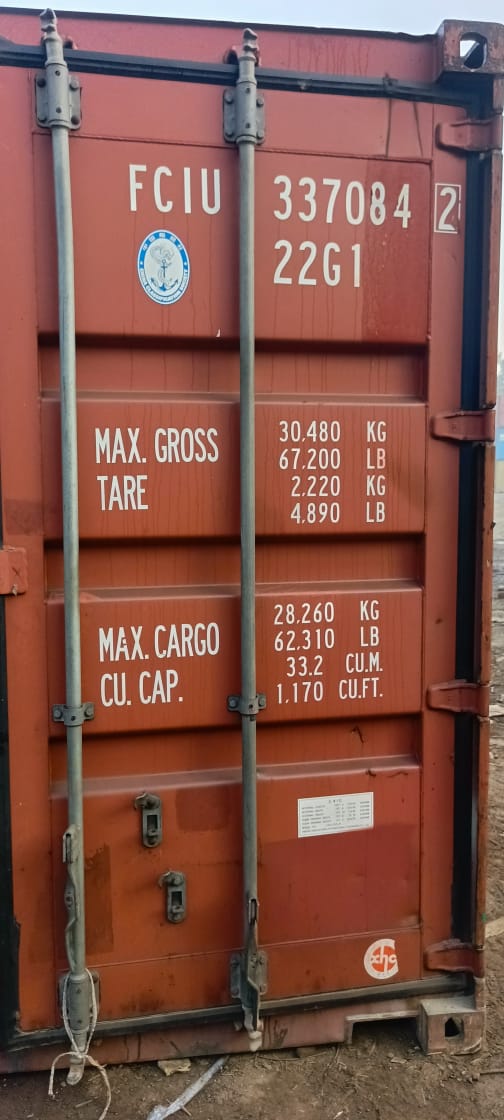 FCIU 337084 2
22G1
MAX. GROSS 30,480 KG
67,200 LB
TARE 2,220 KG
4,890 LB
MAX. CARGO 28,260 KG
62,310 LB
CU. CAP. 33.2 CU.M.
1,170 CU.FT.